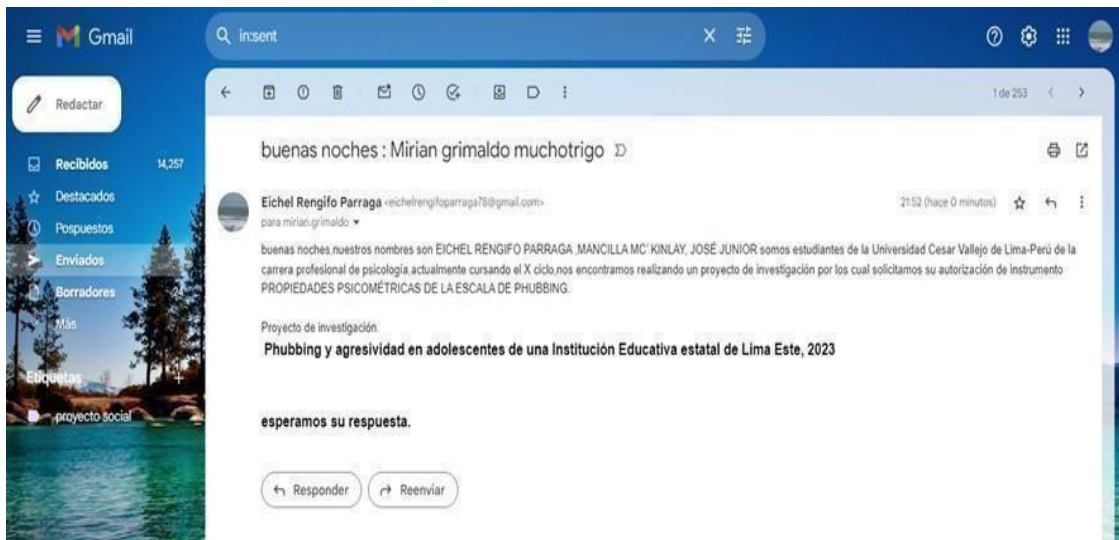 Gmail
in:sent
Redactar
1 de 253
buenas noches : Mirian grimaldo muchotrigo
Recibidos 14,257
Destacados
Eichel Rengifo Parraga <eichelrengifoparraga78@gmail.com>
21:52 (hace 0 minutos)
para mirian.grimaldo
Pospuestos
buenas noches,nuestros nombres son EICHEL RENGIFO PARRAGA ,MANCILLA MC' KINLAY, JOSÉ JUNIOR somos estudiantes de la Universidad Cesar Vallejo de Lima-Perú de la
Enviados
carrera profesional de psicología,actualmente cursando el X ciclo,nos encontramos realizando un proyecto de investigación por los cual solicitamos su autorización de instrumento
Borradores 24
PROPIEDADES PSICOMÉTRICAS DE LA ESCALA DE PHUBBING.
Más
Proyecto de investigación.
Phubbing y agresividad en adolescentes de una Institución Educativa estatal de Lima Este, 2023
Etiquetas
proyecto social
esperamos su respuesta.
Responder
Reenviar